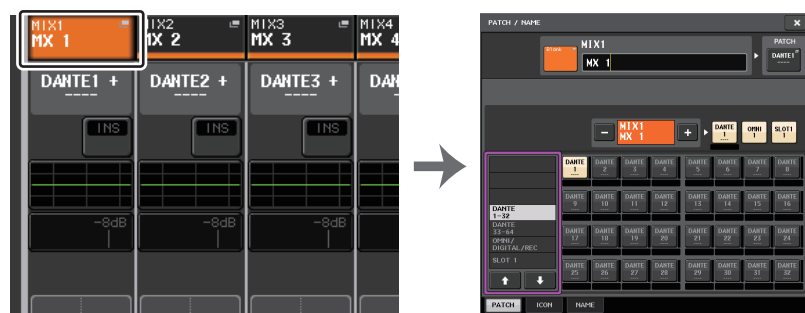 MIX1
MX 1
MIX2
MX 2
MIX3
MX 3
MIX4
MX 4
DANTE1 +
----
DANTE2 +
----
DANTE3 +
----
DAN
INS
INS
INS
-8dB
-8dB
-8dB
PATCH / NAME
Blank
MIX1
MX 1
PATCH
DANTE1
----
MIX1
MX 1
DANTE
1
OMNI
1
SLOT1
1
DANTE
1-32
DANTE
33-64
OMNI/
DIGITAL/REC
SLOT 1
DANTE
1
DANTE
2
DANTE
3
DANTE
4
DANTE
5
DANTE
6
DANTE
7
DANTE
8
DANTE
9
DANTE
10
DANTE
11
DANTE
12
DANTE
13
DANTE
14
DANTE
15
DANTE
16
DANTE
17
DANTE
18
DANTE
19
DANTE
20
DANTE
21
DANTE
22
DANTE
23
DANTE
24
DANTE
25
DANTE
26
DANTE
27
DANTE
28
DANTE
29
DANTE
30
DANTE
31
DANTE
32
PATCH
ICON
NAME